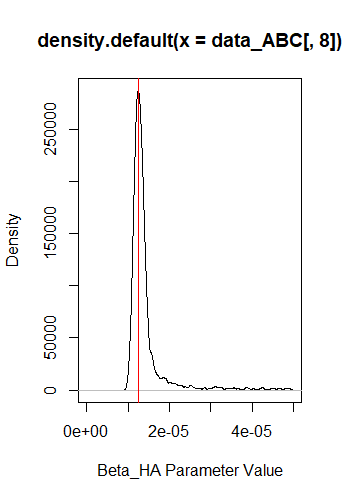 density.default(x = data_ABC[, 8])
Density
250000
150000
50000
0
0e+00 2e-05 4e-05
Beta_HA Parameter Value